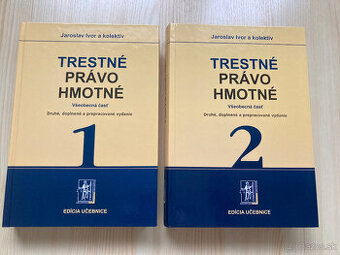 Jaroslav Ivor a kolektív
TRESTNÉ
PRÁVO
HMOTNÉ
Všeobecná časť
Druhé, doplnené a prepracované vydanie
1
EDÍCIA UČEBNICE
Jaroslav Ivor a kolektív
TRESTNÉ
PRÁVO
HMOTNÉ
Všeobecná časť
Druhé, doplnené a prepracované vydanie
2
EDÍCIA UČEBNICE